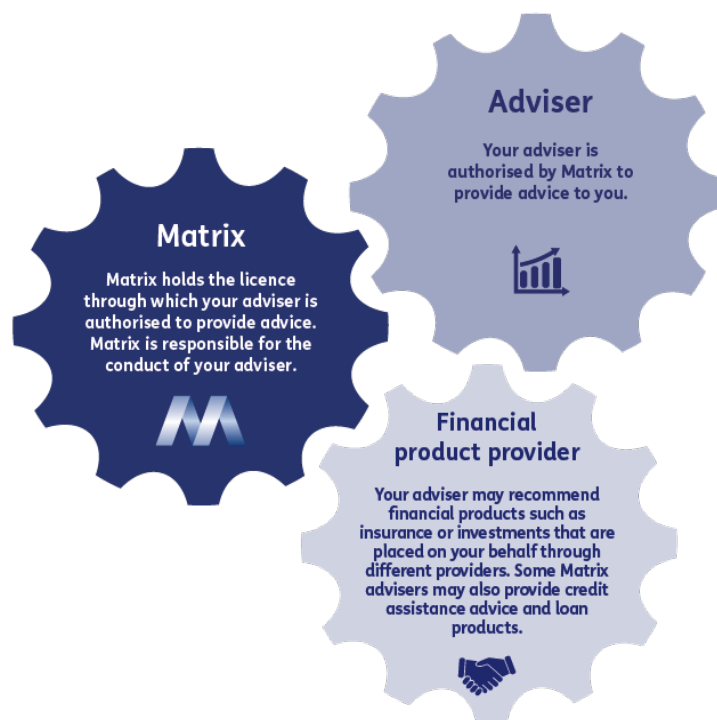 Matrix
Matrix holds the licence
through which your adviser is
authorised to provide advice.
Matrix is responsible for the
conduct of your adviser.
Adviser
Your adviser is
authorised by Matrix to
provide advice to you.
Financial
product provider
Your adviser may recommend
financial products such as
insurance or investments that are
placed on your behalf through
different providers. Some Matrix
advisers may also provide credit
assistance advice and loan
products.